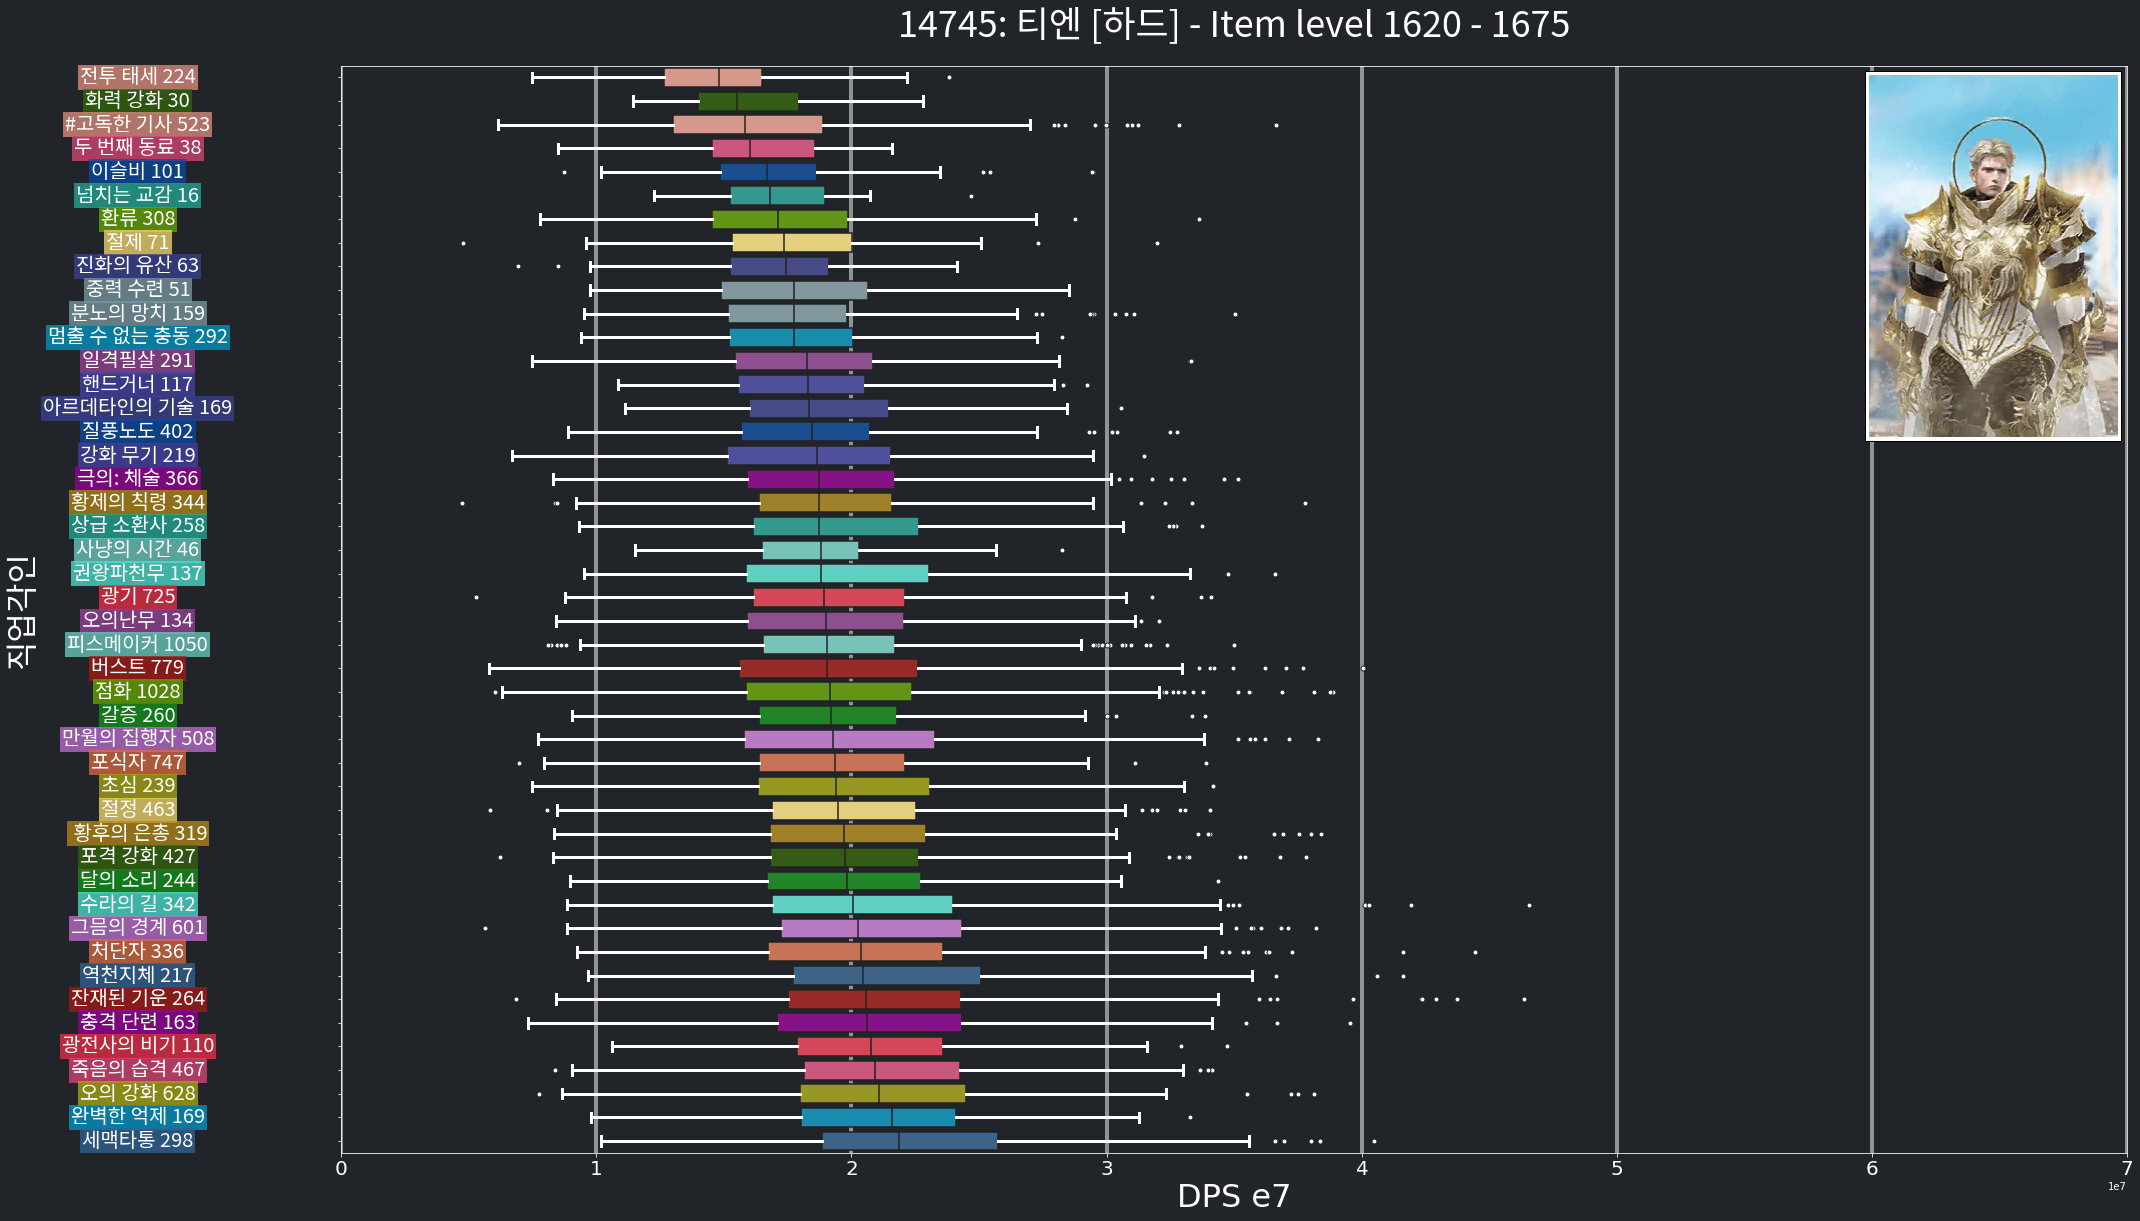 14745: 티엔 [하드] - Item level 1620 - 1675
직업각인
전투 태세 224
화력 강화 30
#고독한 기사 523
두 번째 동료 38
이슬비 101
넘치는 교감 16
환류 308
절제 71
진화의 유산 63
중력 수련 51
분노의 망치 159
멈출 수 없는 충동 292
일격필살 291
핸드거너 117
아르데타인의 기술 169
질풍노도 402
강화 무기 219
극의: 체술 366
황제의 칙령 344
상급 소환사 258
사냥의 시간 46
권왕파천무 137
광기 725
오의난무 134
피스메이커 1050
버스트 779
점화 1028
갈증 260
만월의 집행자 508
포식자 747
초심 239
절정 463
황후의 은총 319
포격 강화 427
달의 소리 244
수라의 길 342
그믐의 경계 601
처단자 336
역천지체 217
잔재된 기운 264
충격 단련 163
광전사의 비기 110
죽음의 습격 467
오의 강화 628
완벽한 억제 169
세맥타통 298
0 1 2 3 4 5 6 7
1e7
DPS e7